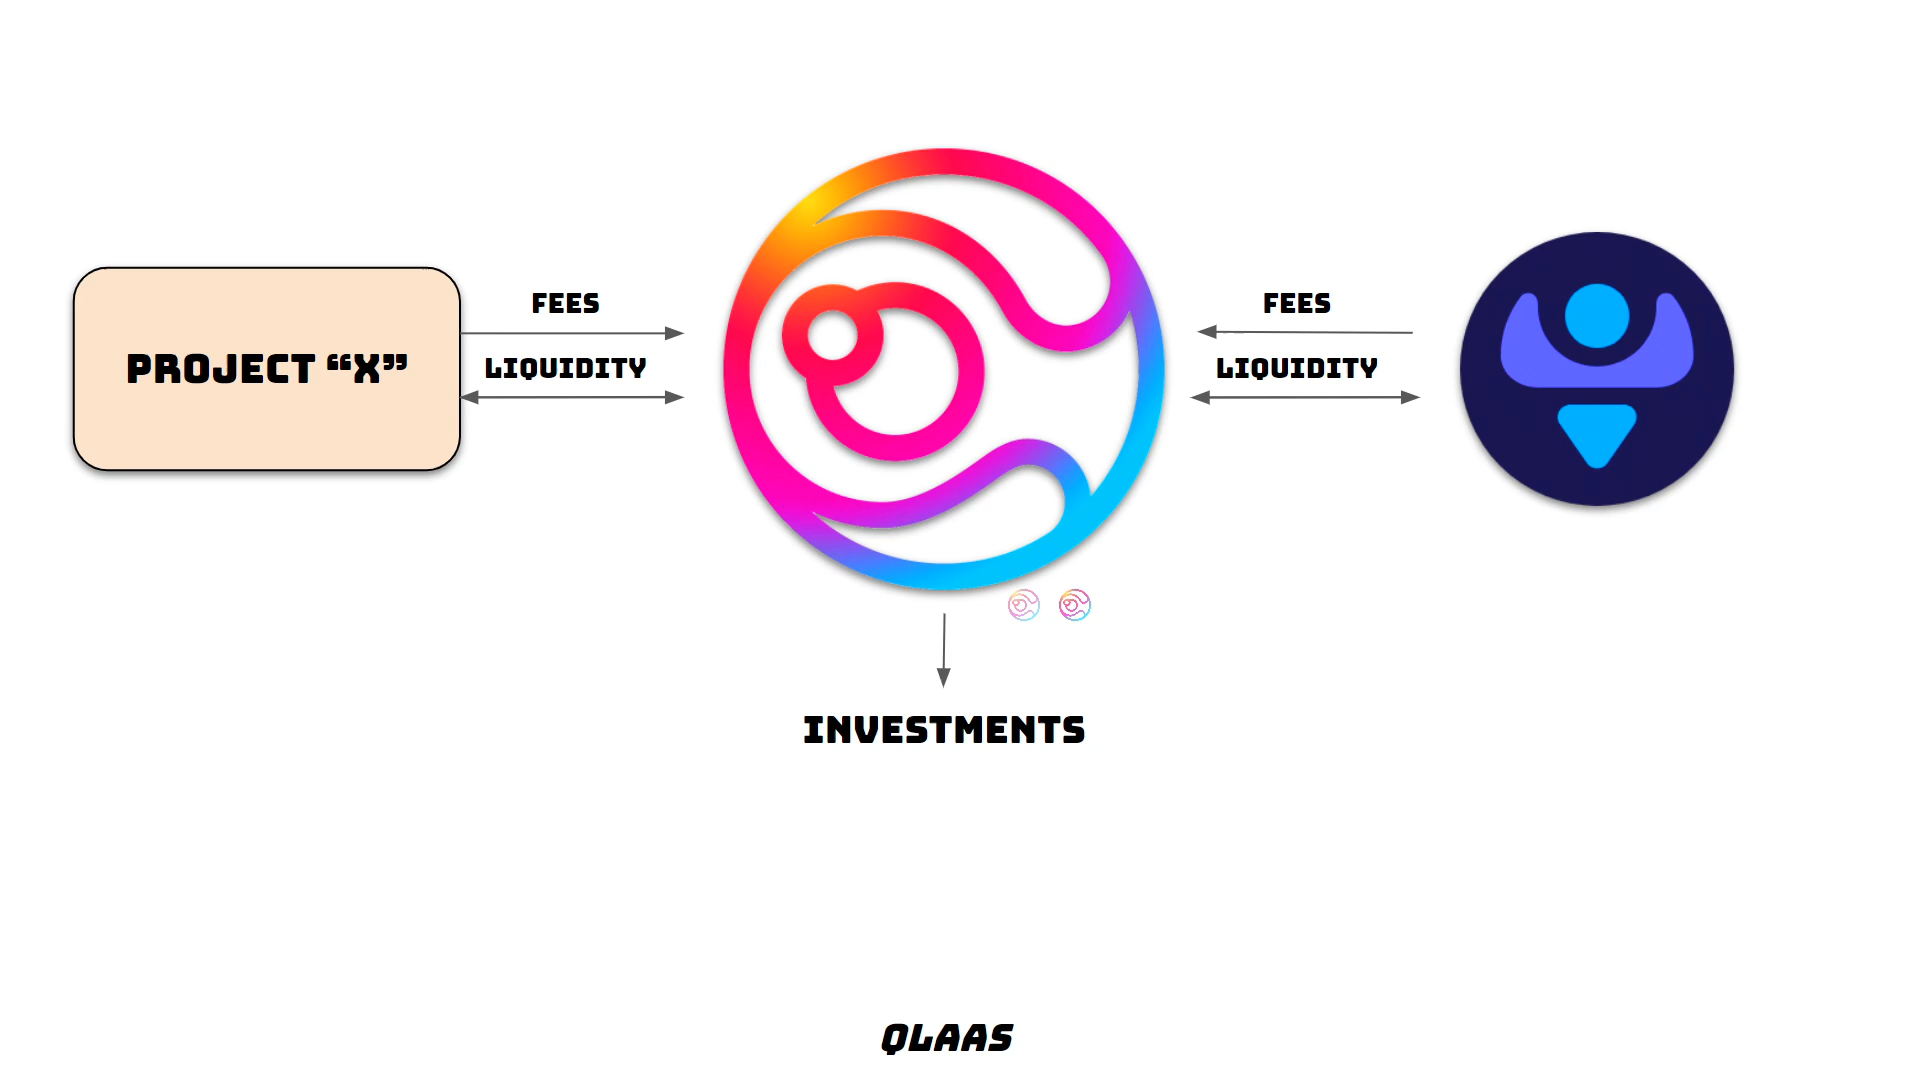 FEES
FEES
PROJECT “X”
LIQUIDITY
LIQUIDITY
INVESTMENTS
QLAAS